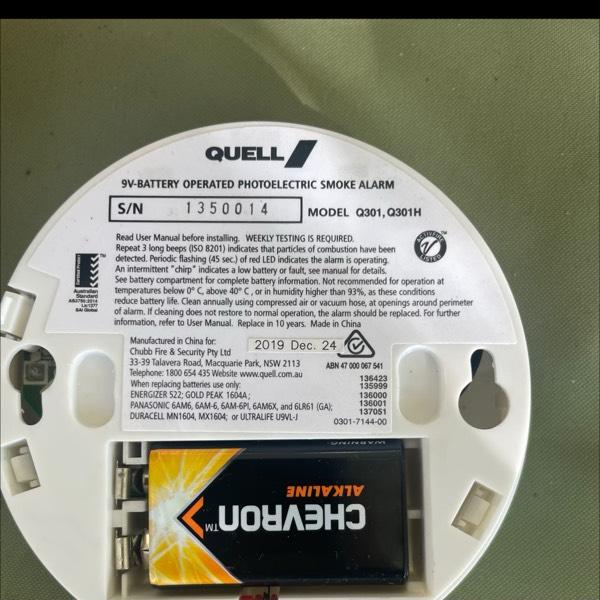 QUELL
9V-BATTERY OPERATED PHOTOELECTRIC SMOKE ALARM
S/N 1350014 MODEL Q301, Q301H
Read User Manual before installing. WEEKLY TESTING IS REQUIRED.
Repeat 3 long beeps (ISO 8201) indicates that particles of combustion have been
detected. Periodic flashing (45 sec.) of red LED indicates the alarm is operating.
An intermittent "chirp" indicates a low battery or fault, see manual for details.
See battery compartment for complete battery information. Not recommended for operation at
temperatures below 0° C, above 40° C , or in humidity higher than 93%, as these conditions
reduce battery life. Clean annually using compressed air or vacuum hose, at openings around perimeter
of alarm. If cleaning does not restore to normal operation, the alarm should be replaced. For further
information, refer to User Manual. Replace in 10 years. Made in China
Australian
Standard
AS3786:2014
Lic1377
SAI Global
ACTIVFIRE
LISTED
Manufactured in China for:
Chubb Fire & Security Pty Ltd
2019 Dec. 24
33-39 Talavera Road, Macquarie Park, NSW 2113
ABN 47 000 067 541
Telephone: 1800 654 435 Website www.quell.com.au
When replacing batteries use only:
ENERGIZER 522; GOLD PEAK 1604A;
PANASONIC 6AM6, 6AM-6, 6AM-6PI, 6AM6X, and 6LR61 (GA);
DURACELL MN1604, MX1604; or ULTRALIFE U9VL-J
136423
135999
136000
136001
137051
0301-7144-00
WARNING
CHEVRON™
ALKALINE